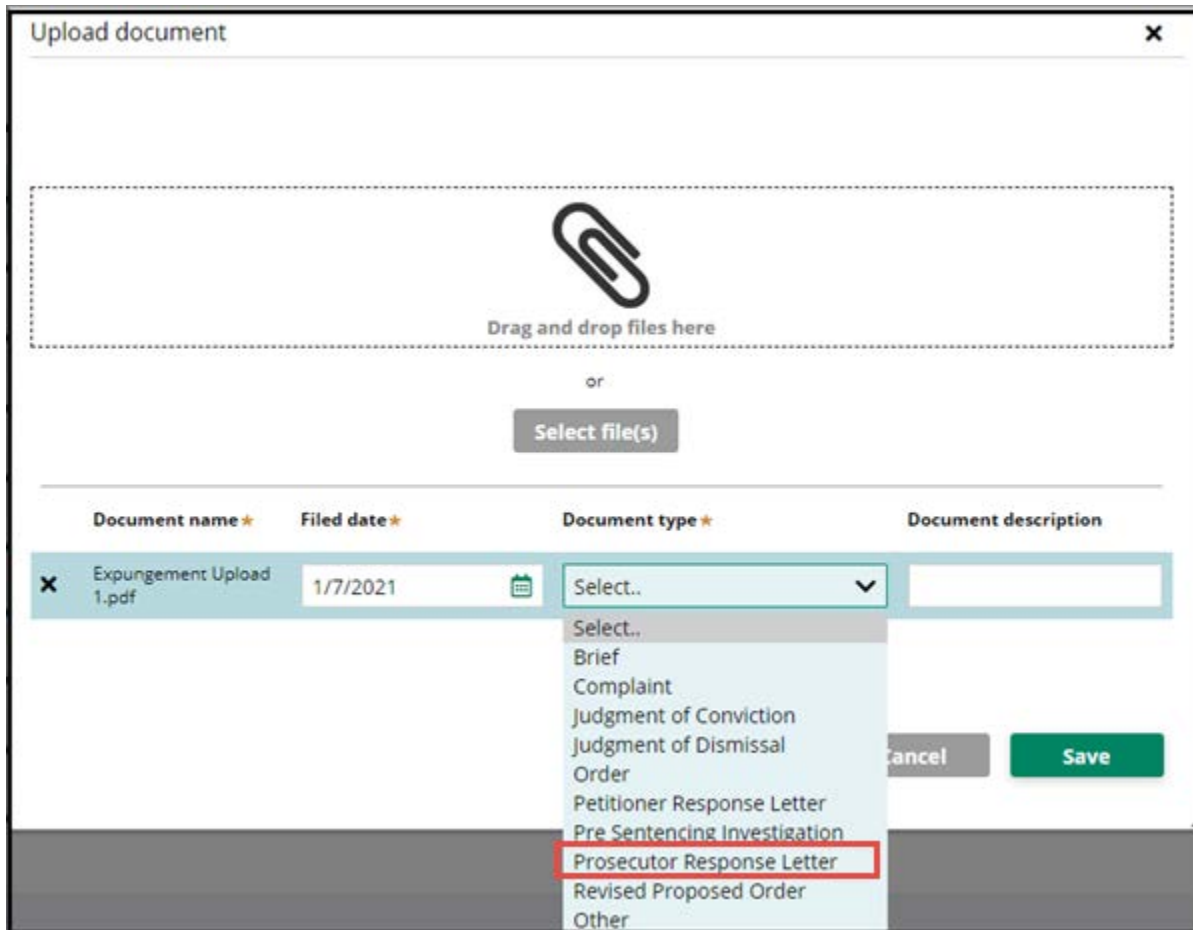 Upload document
Drag and drop files here
or
Select file(s)
Document name★ Filed date★ Document type★ Document description
Expungement Upload
1.pdf
1/7/2021
Select..
Select..
Brief
Complaint
Judgment of Conviction
Judgment of Dismissal
Order
Petitioner Response Letter
Pre Sentencing Investigation
Prosecutor Response Letter
Revised Proposed Order
Other
Cancel
Save